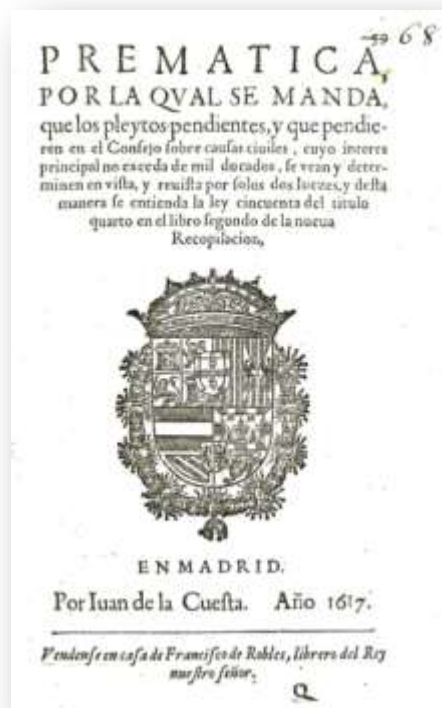 59 68
PREMATICA,
POR LA QVAL SE MANDA,
que los pleytos pendientes, y que pendie-
ren en el Consejo ſobre cauſas ciuiles, cuyo interes
principal no exceda de mil ducados, ſe vean y deter-
minen en viſta, y reuiſta por ſolos dos Iuezes, y deſta
manera ſe entienda la ley cincuenta del titulo
quarto en el libro ſegundo de la nueua
Recopilacion,
EN MADRID.
Por Iuan de la Cueſta. Año 1617.
Vendenſe en caſa de Franciſco de Robles, librero del Rey
nueſtro ſeñor.